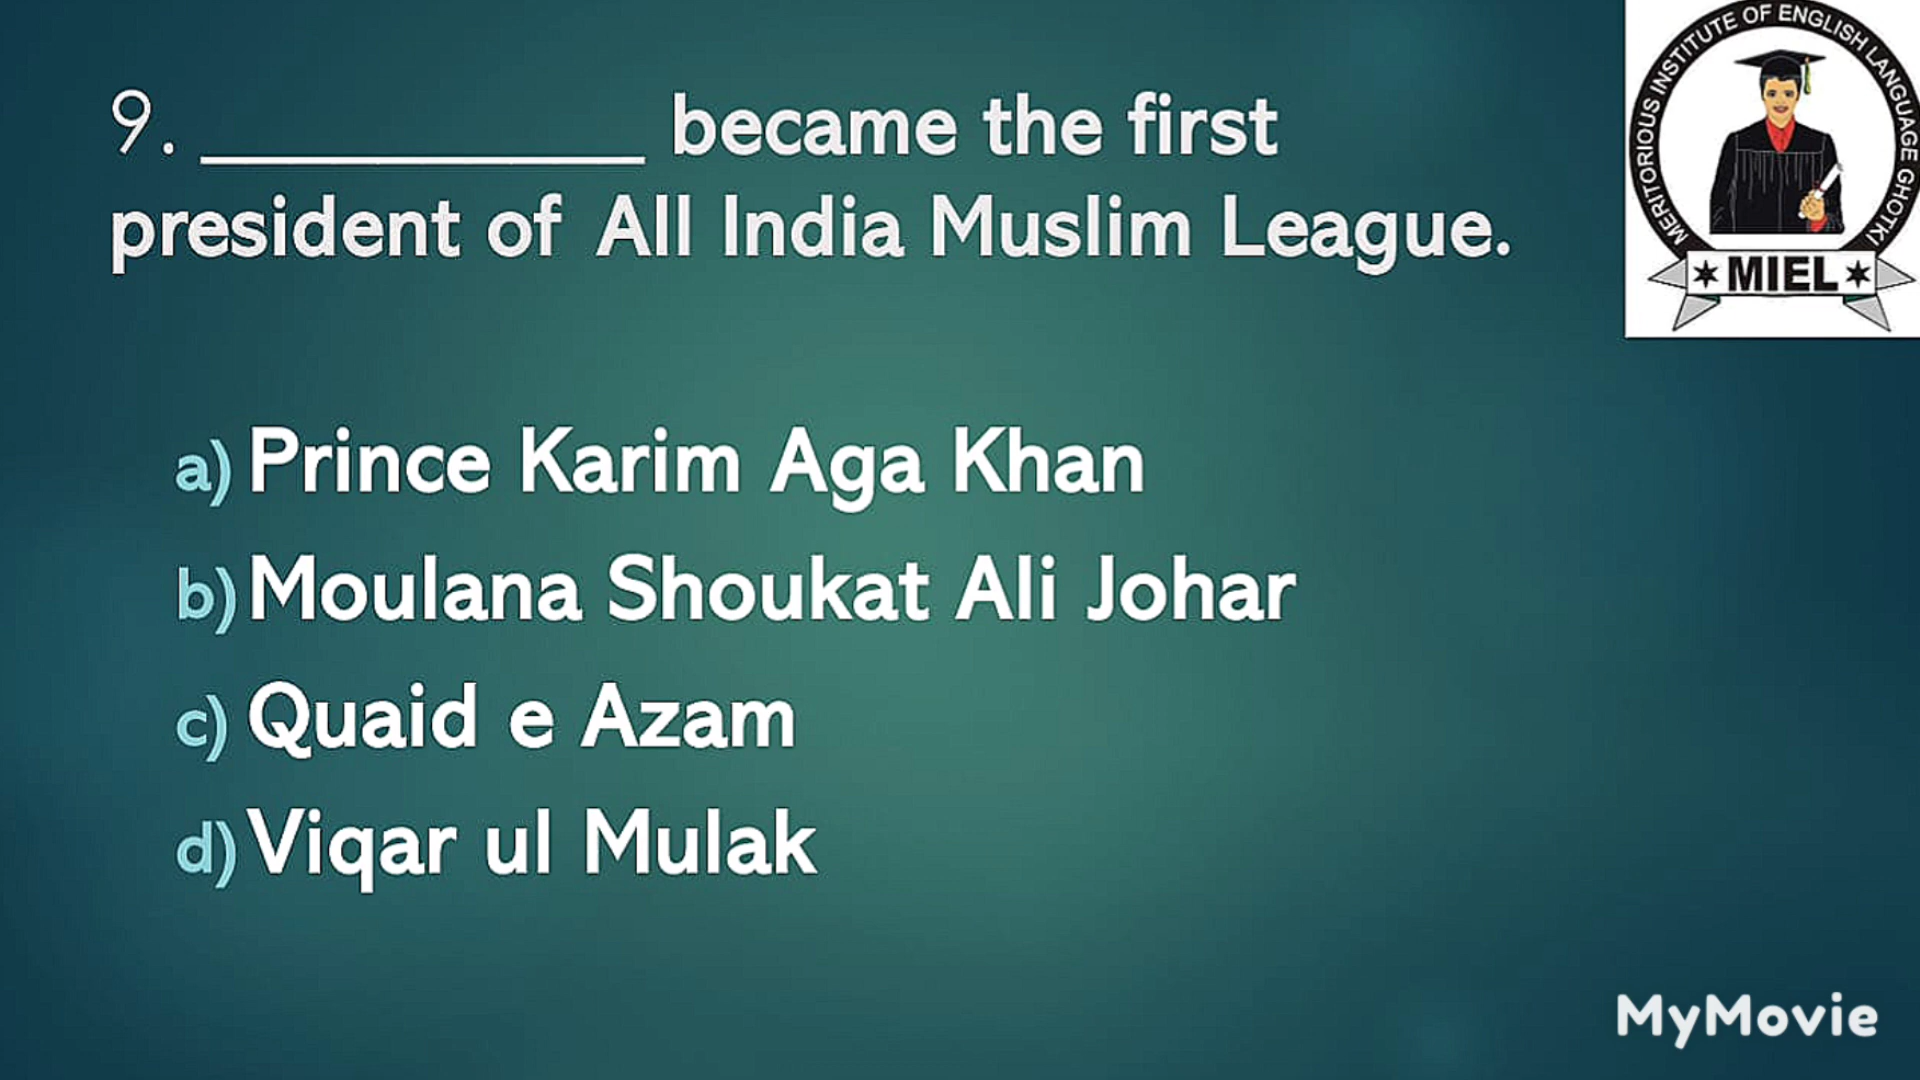 9. ____________ became the first
president of All India Muslim League.
a) Prince Karim Aga Khan
b) Moulana Shoukat Ali Johar
c) Quaid e Azam
d) Viqar ul Mulak
MERITORIOUS INSTITUTE OF ENGLISH LANGUAGE GHOTKI
MIEL
MyMovie